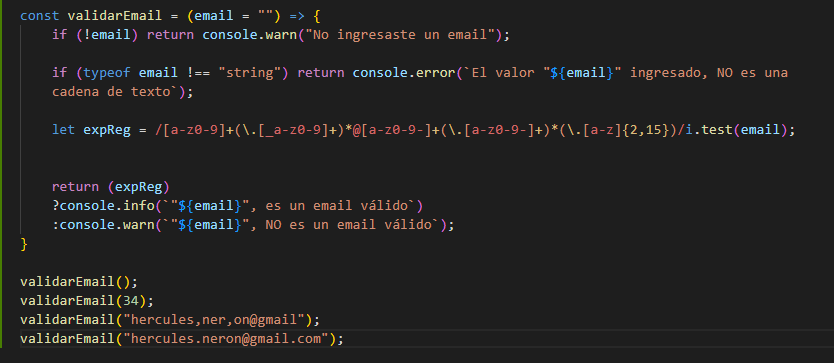 const validarEmail = (email = "") => {
if (!email) return console.warn("No ingresaste un email");
if (typeof email !== "string") return console.error(`El valor "${email}" ingresado, NO es una
cadena de texto`);
let expReg = /[a-z0-9]+(\.[_a-z0-9]+)*@[a-z0-9-]+(\.[a-z0-9-]+)*(\.[a-z]{2,15})/i.test(email);
return (expReg)
?console.info(`"${email}", es un email válido`)
:console.warn(`"${email}", NO es un email válido`);
}
validarEmail();
validarEmail(34);
validarEmail("hercules,ner,on@gmail");
validarEmail("hercules.neron@gmail.com");